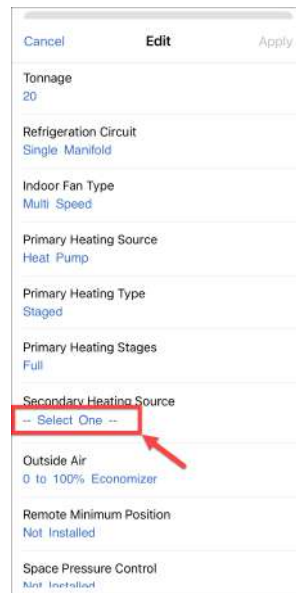 Cancel Edit Apply
Tonnage
20
Refrigeration Circuit
Single Manifold
Indoor Fan Type
Multi Speed
Primary Heating Source
Heat Pump
Primary Heating Type
Staged
Primary Heating Stages
Full
Secondary Heating Source
-- Select One --
Outside Air
0 to 100% Economizer
Remote Minimum Position
Not Installed
Space Pressure Control
Not Installed